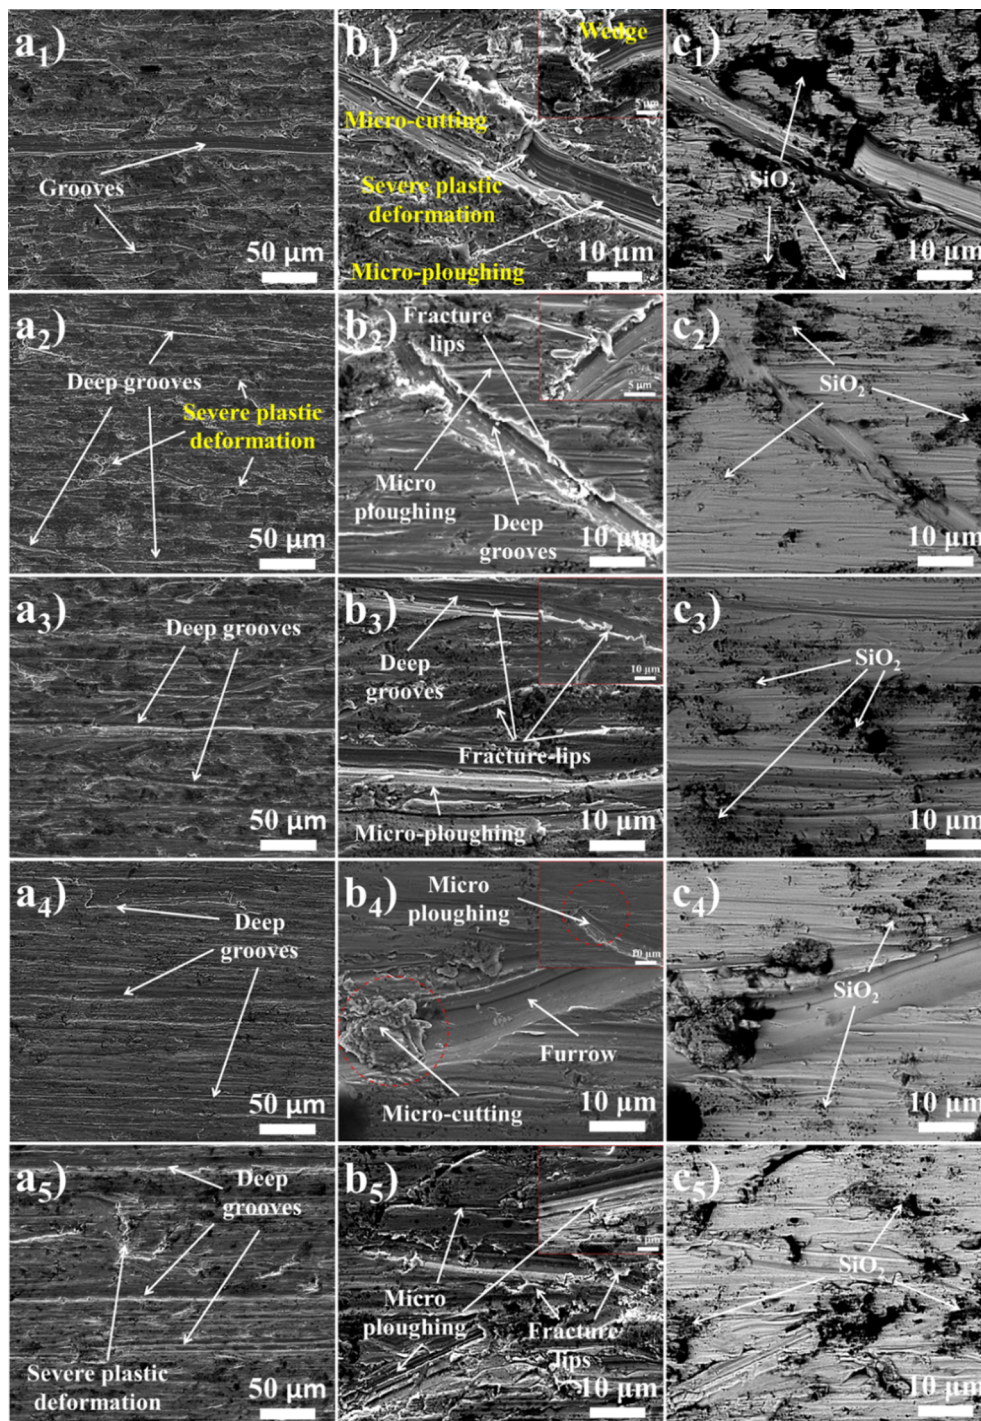 a1)
Grooves
50 μm
b1)
Wedge
5 μm
Micro-cutting
Severe plastic
deformation
Micro-ploughing
10 μm
c1)
SiO2
10 μm
a2)
Deep grooves
Severe plastic
deformation
50 μm
b2)
Fracture
lips
5 μm
Micro
ploughing
Deep
grooves
10 μm
c2)
SiO2
10 μm
a3)
Deep grooves
50 μm
b3)
10 μm
Deep
grooves
Fracture-lips
Micro-ploughing
10 μm
c3)
SiO2
10 μm
a4)
Deep
grooves
50 μm
b4)
Micro
ploughing
10 μm
Furrow
Micro-cutting
10 μm
c4)
SiO2
10 μm
a5)
Deep
grooves
Severe plastic
deformation
50 μm
b5)
5 μm
Micro
ploughing
Fracture
lips
10 μm
c5)
SiO2
10 μm